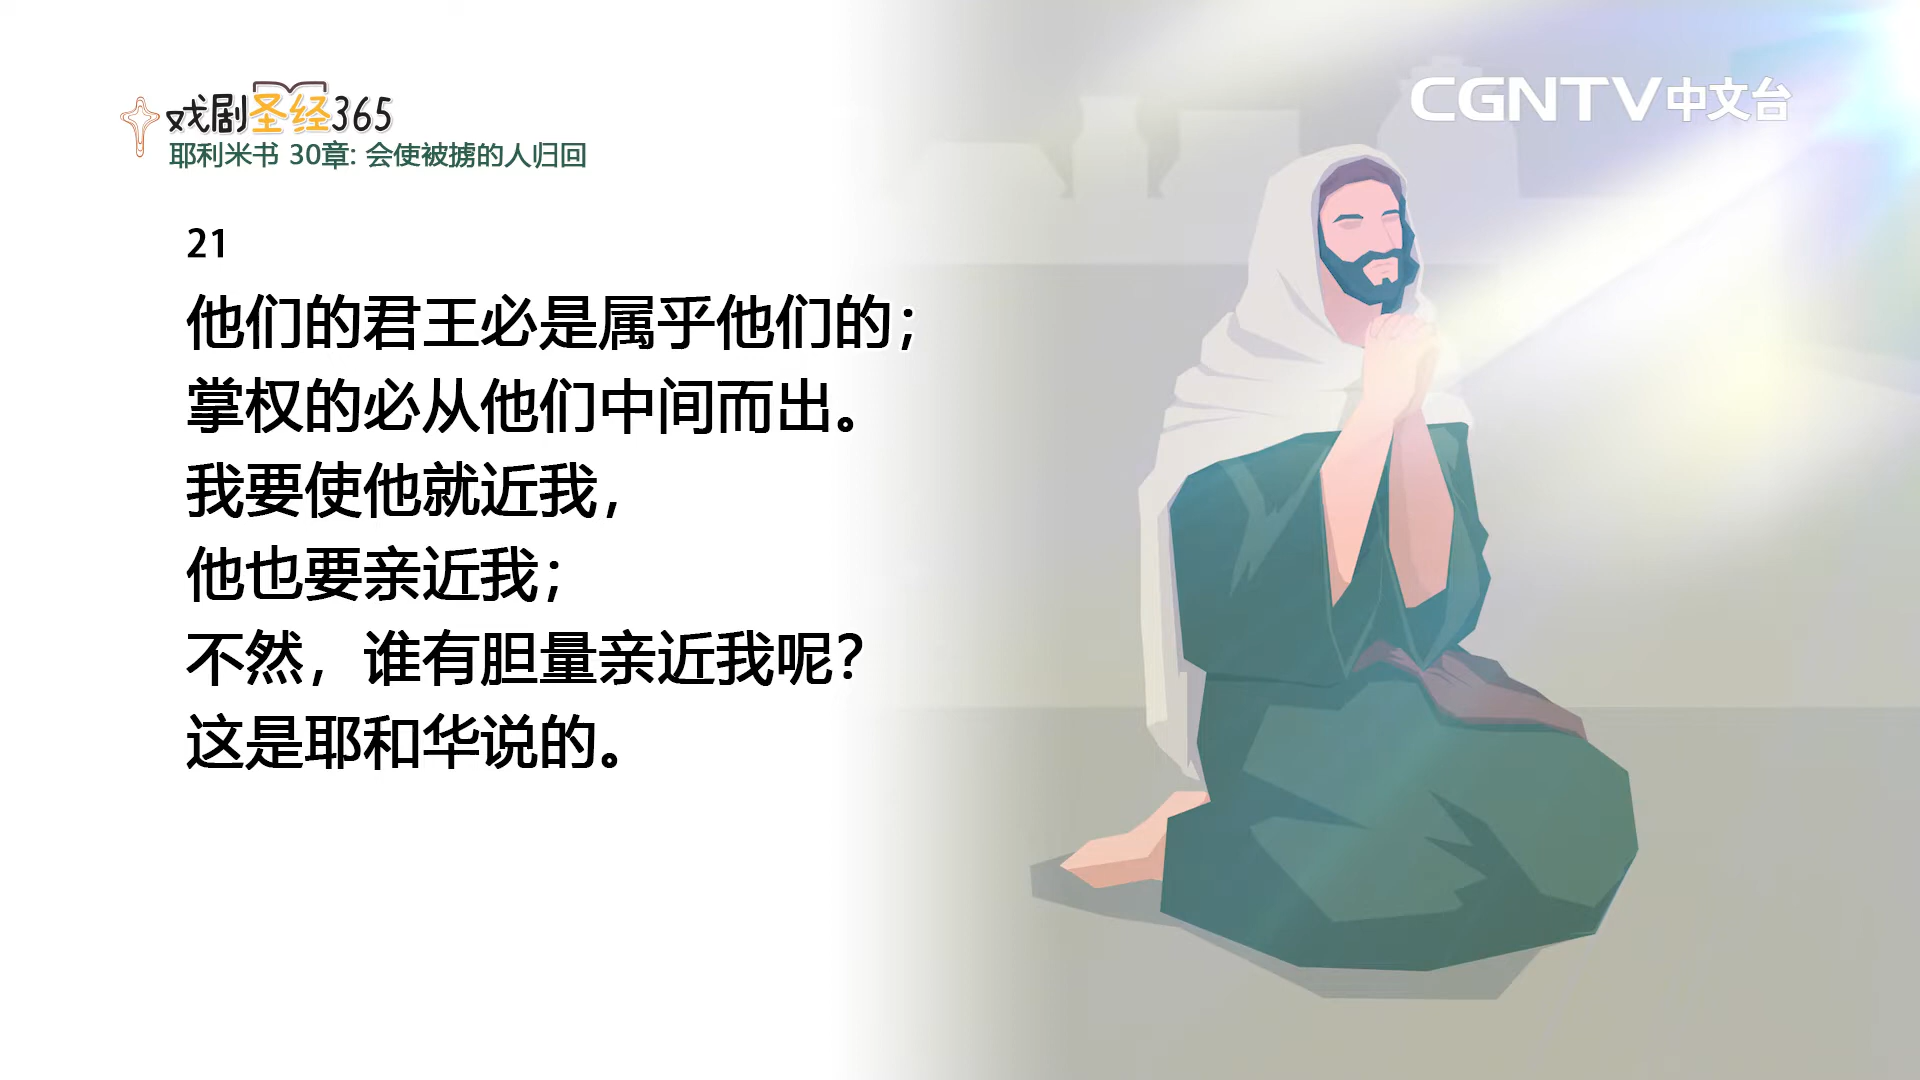 戏剧圣经365
CGNTV中文台
耶利米书 30章: 会使被掳的人归回
21
他们的君王必是属乎他们的；
掌权的必从他们中间而出。
我要使他就近我，
他也要亲近我；
不然，谁有胆量亲近我呢？
这是耶和华说的。